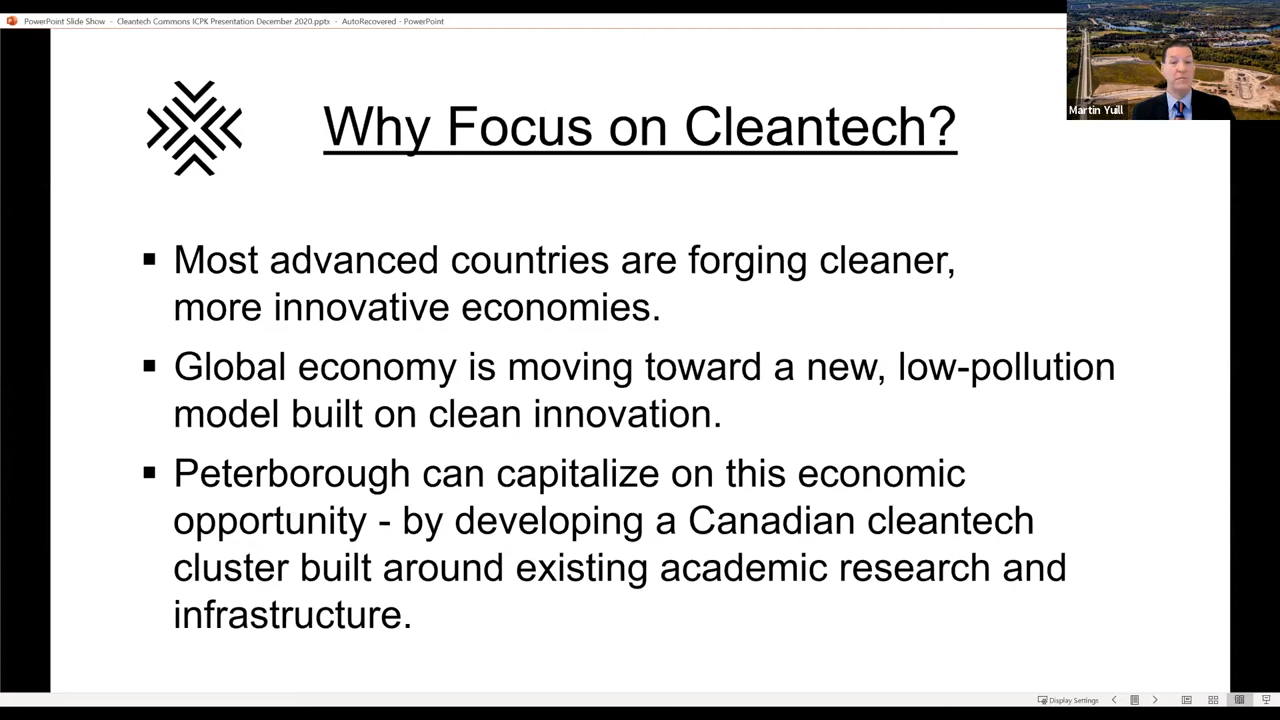 PowerPoint Slide Show - Cleantech Commons ICPK Presentation December 2020.pptx - AutoRecovered - PowerPoint
Martin Yuill
Why Focus on Cleantech?
▪ Most advanced countries are forging cleaner,
more innovative economies.
▪ Global economy is moving toward a new, low-pollution
model built on clean innovation.
▪ Peterborough can capitalize on this economic
opportunity - by developing a Canadian cleantech
cluster built around existing academic research and
infrastructure.
Display Settings